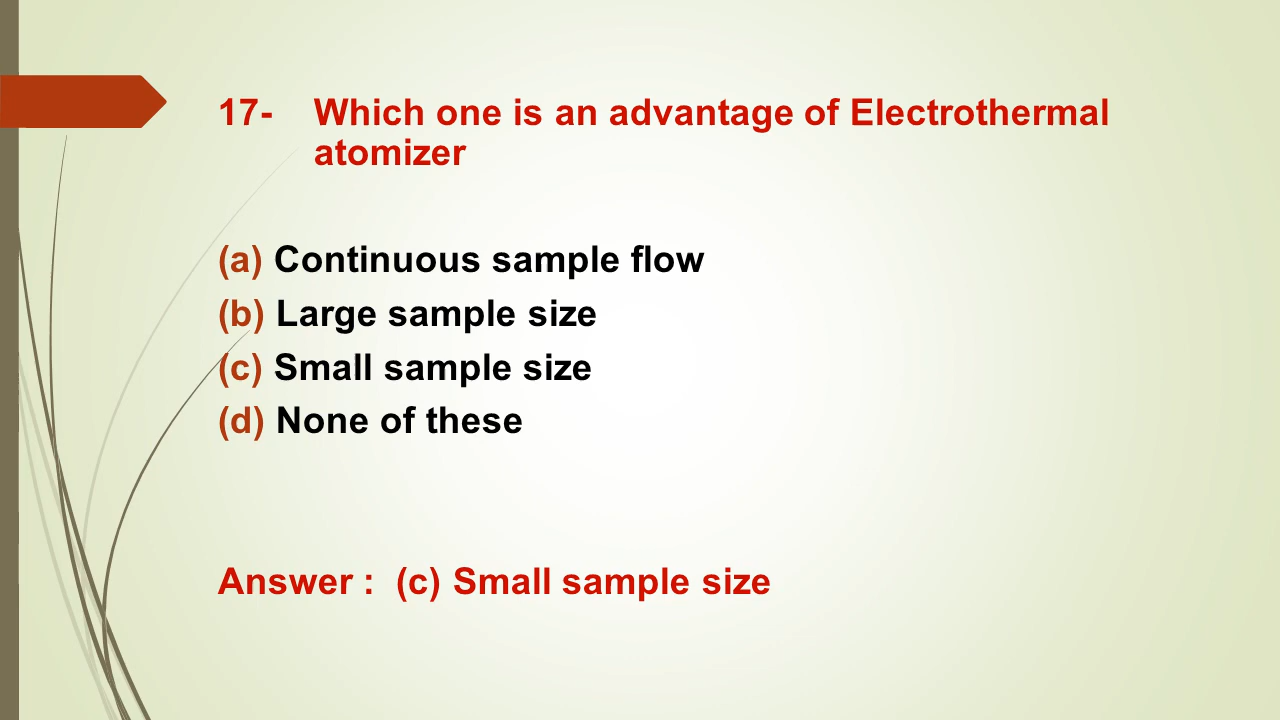 17- Which one is an advantage of Electrothermal
atomizer
(a) Continuous sample flow
(b) Large sample size
(c) Small sample size
(d) None of these
Answer : (c) Small sample size